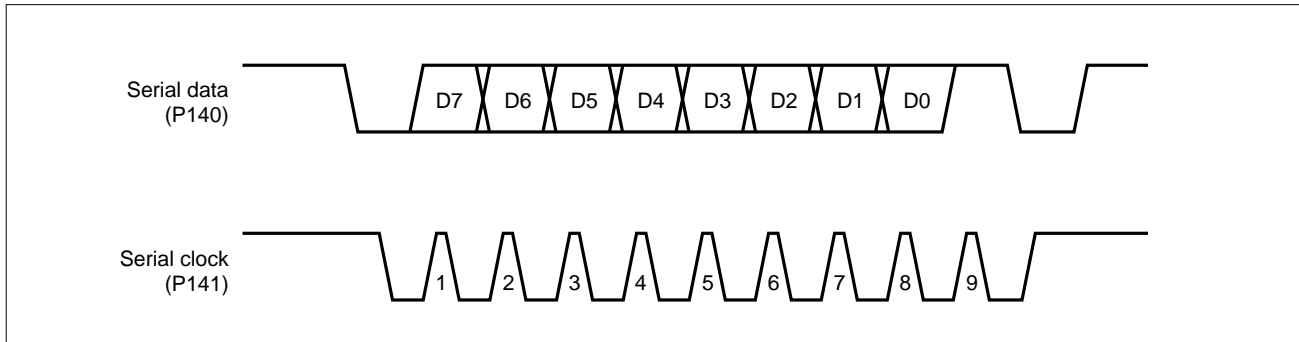 Serial data
(P140)
D7 D6 D5 D4 D3 D2 D1 D0
Serial clock
(P141)
1 2 3 4 5 6 7 8 9